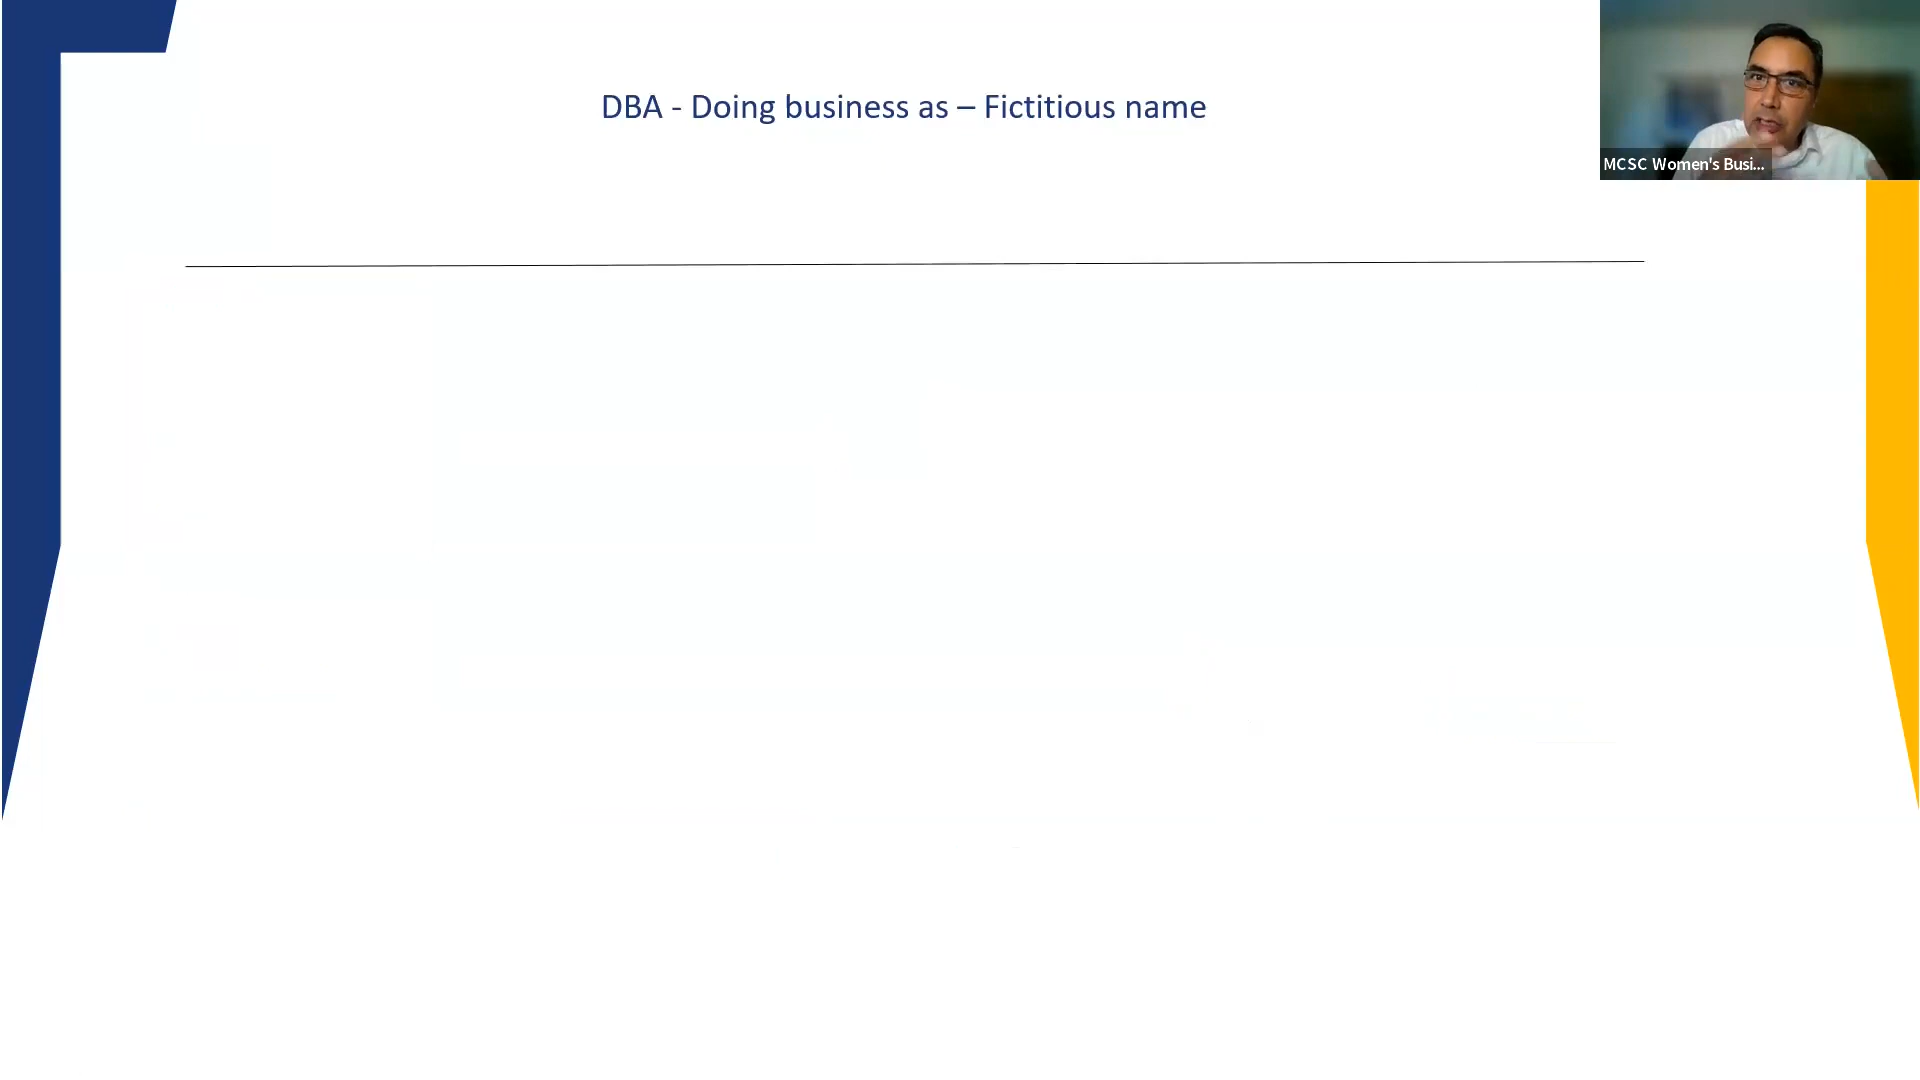 DBA - Doing business as – Fictitious name
MCSC Women's Busi...